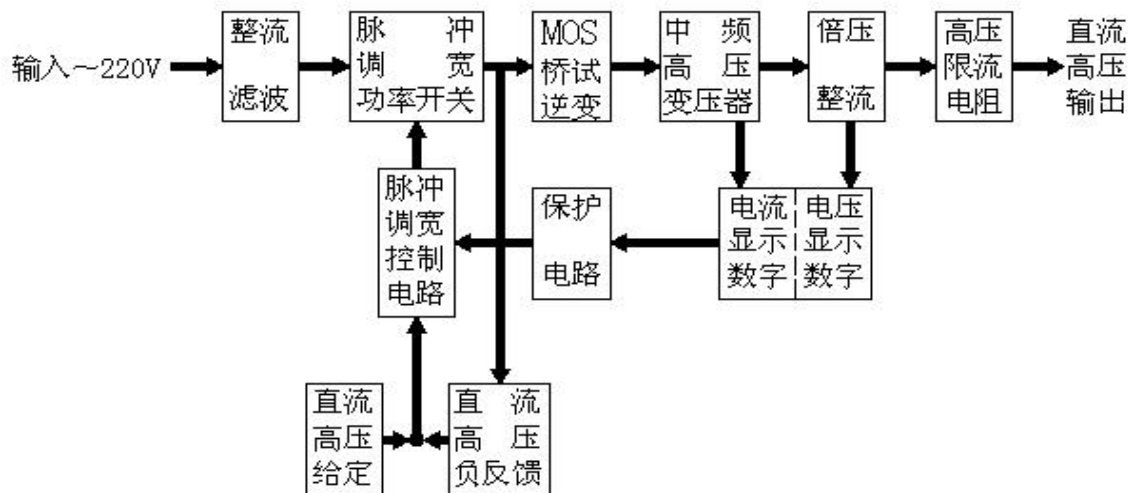 输入～220V
整流
滤波
脉冲
调宽
功率开关
MOS
桥试
逆变
中频
高压
变压器
倍压
整流
高压
限流
电阻
直流
高压
输出
脉冲
调宽
控制
电路
保护
电路
电流
显示
数字
电压
显示
数字
直流
高压
给定
直流
高压
负反馈